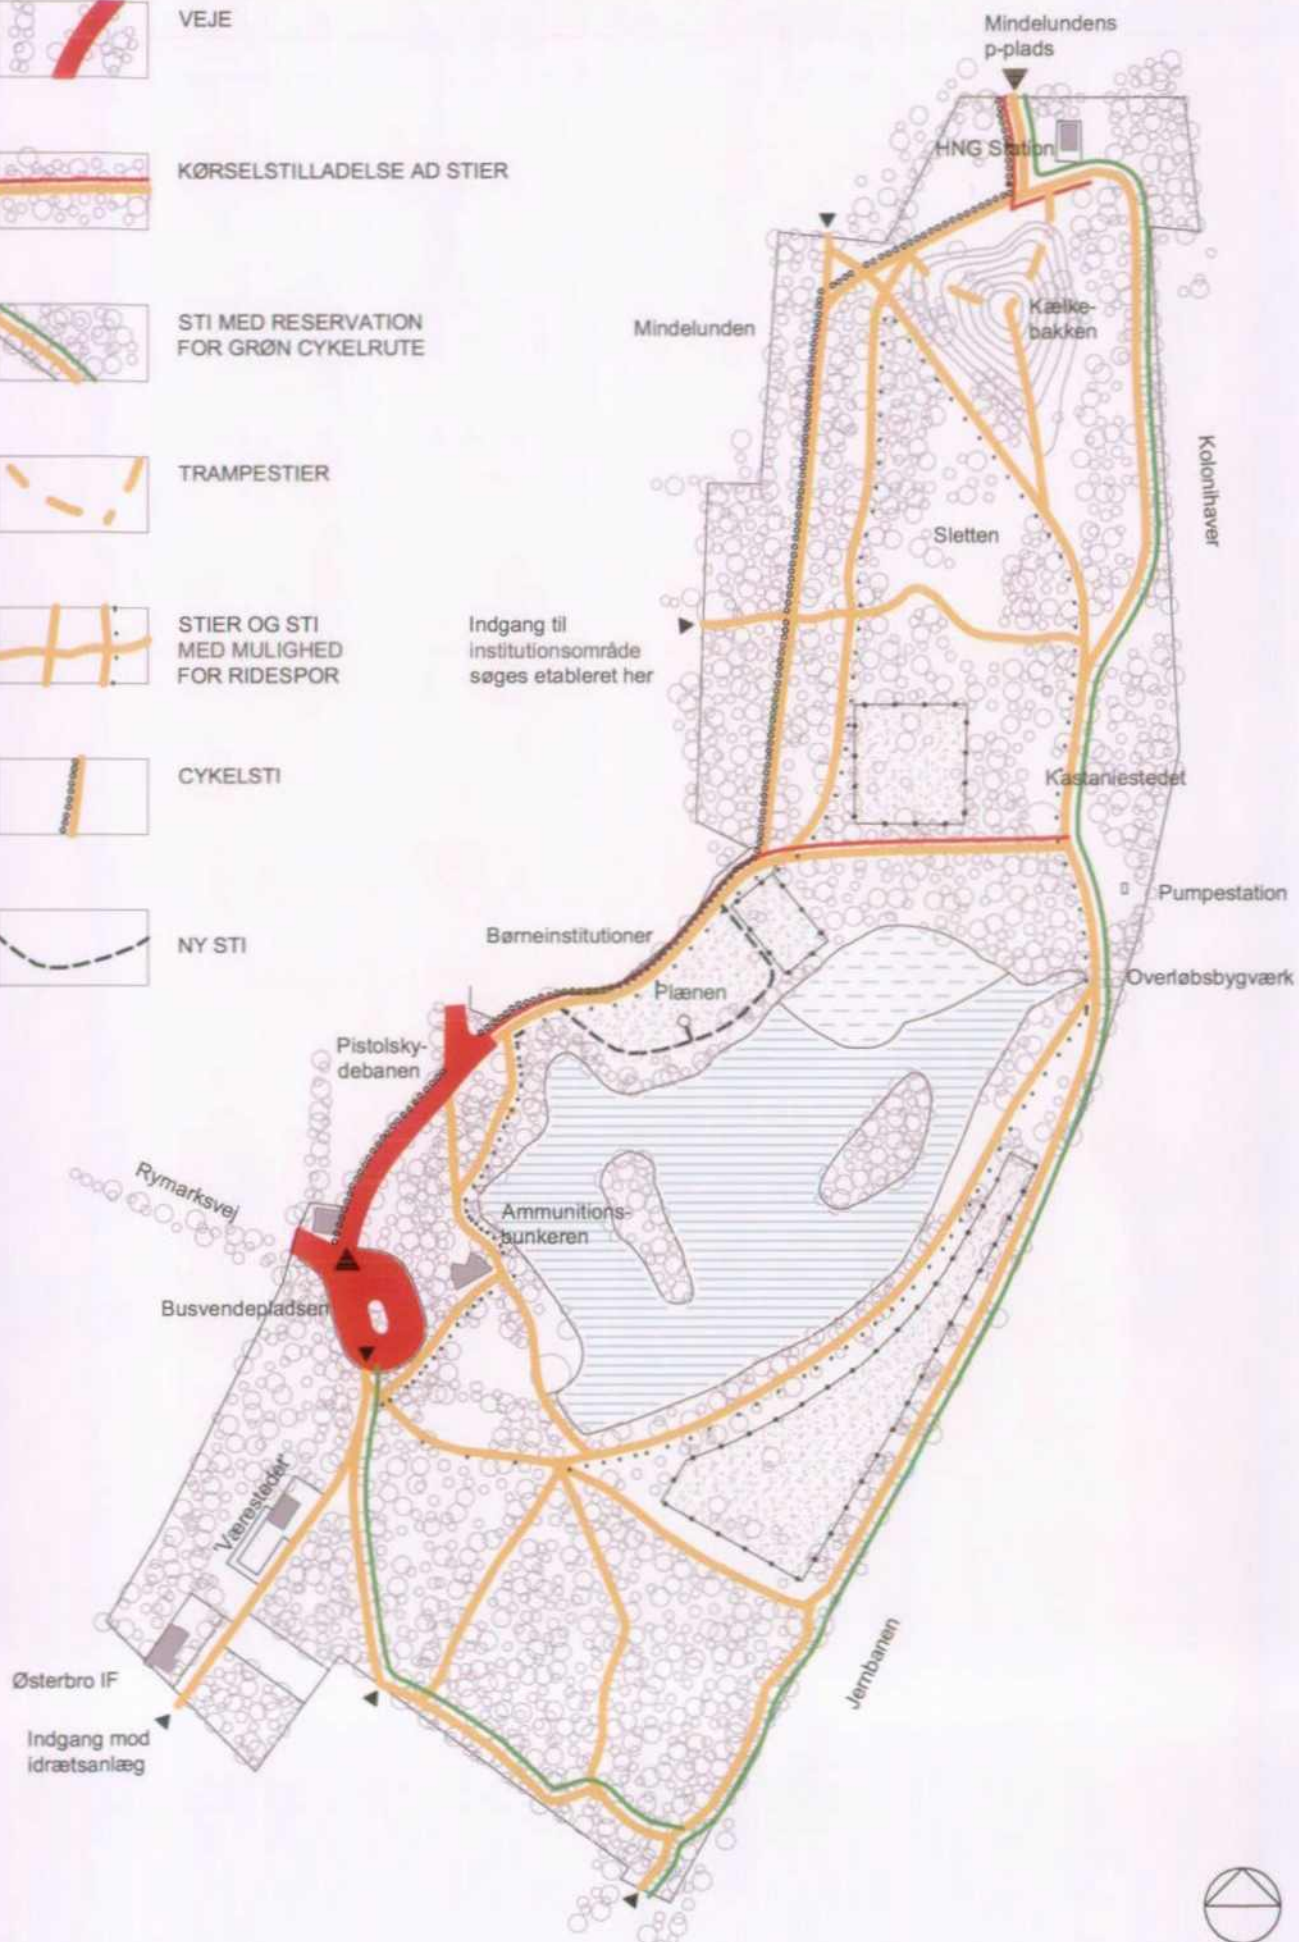 VEJE
KØRSELSTILLADELSE AD STIER
STI MED RESERVATION
FOR GRØN CYKELRUTE
TRAMPESTIER
STIER OG STI
MED MULIGHED
FOR RIDESPOR
CYKELSTI
NY STI
Mindelundens
p-plads
HNG Station
Mindelunden
Kælke-
bakken
Kolonihaver
Sletten
Indgang til
institutionsområde
søges etableret her
Kastaniestedet
Pumpestation
Børneinstitutioner
Overløbsbygværk
Plænen
Pistolsky-
debanen
Rymarksvej
Ammunitions-
bunkeren
Busvendepladsen
"Værestedet"
Jernbanen
Østerbro IF
Indgang mod
idrætsanlæg